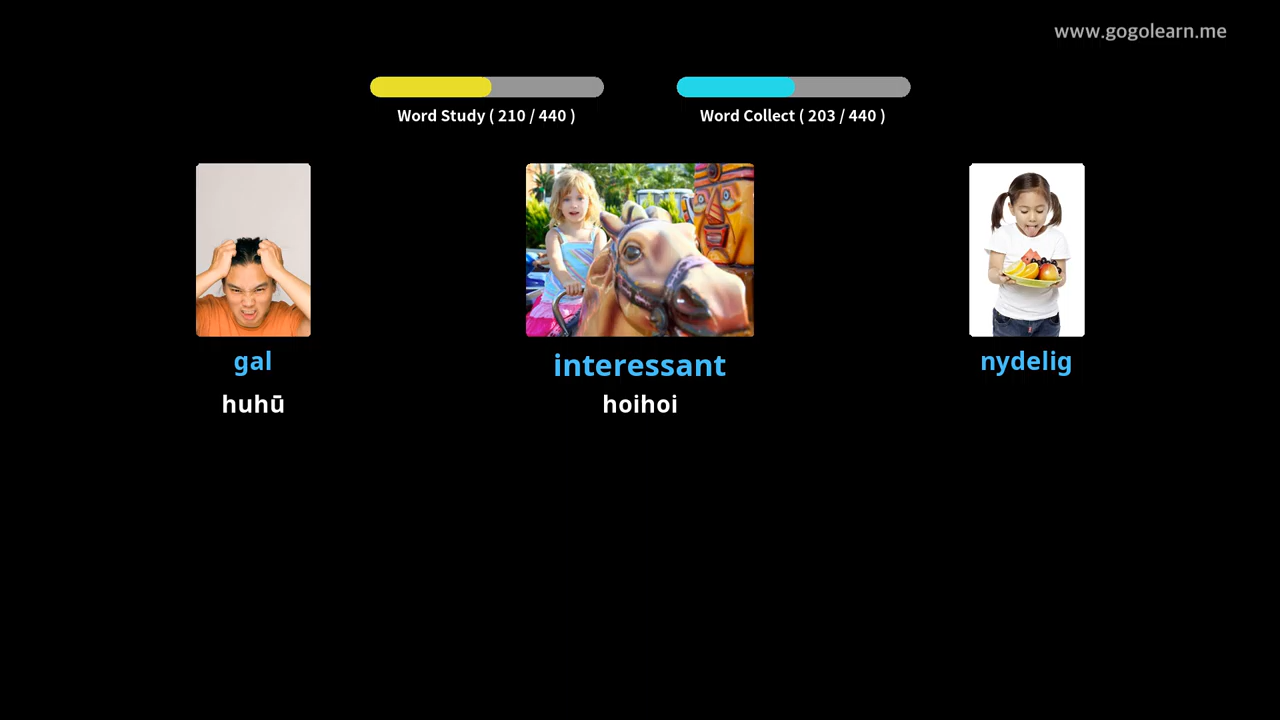 www.gogolearn.me
Word Study ( 210 / 440 )
Word Collect ( 203 / 440 )
gal
interessant
nydelig
huhū
hoihoi